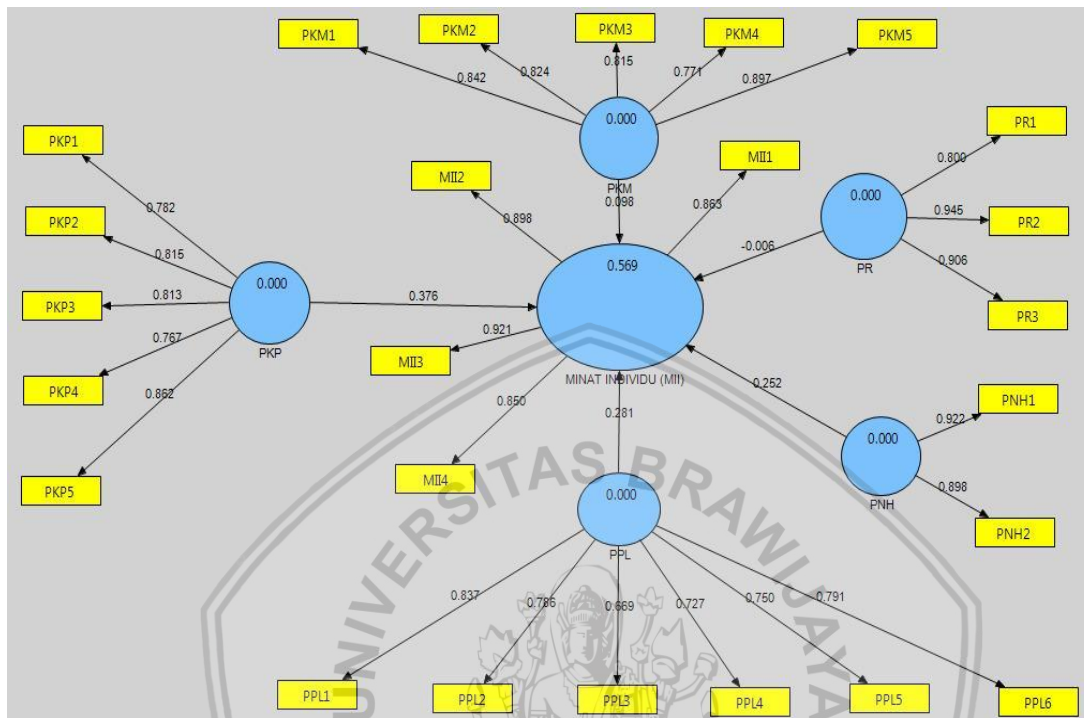 PKM1
PKM2
PKM3
PKM4
PKM5
0.842
0.824
0.815
0.771
0.897
0.000
PKM
0.098
PKP1
PKP2
PKP3
PKP4
PKP5
0.782
0.815
0.813
0.767
0.862
0.000
PKP
0.376
MII2
0.898
MII1
0.863
0.569
MINAT INDIVIDU (MII)
MII3
0.921
MII4
0.850
PR1
PR2
PR3
0.800
0.945
0.906
0.000
PR
-0.006
PNH1
PNH2
0.922
0.898
0.000
PNH
0.252
0.281
0.000
PPL
0.837
0.786
0.669
0.727
0.750
0.791
PPL1
PPL2
PPL3
PPL4
PPL5
PPL6
UNIVERSITAS BRAWIJAYA